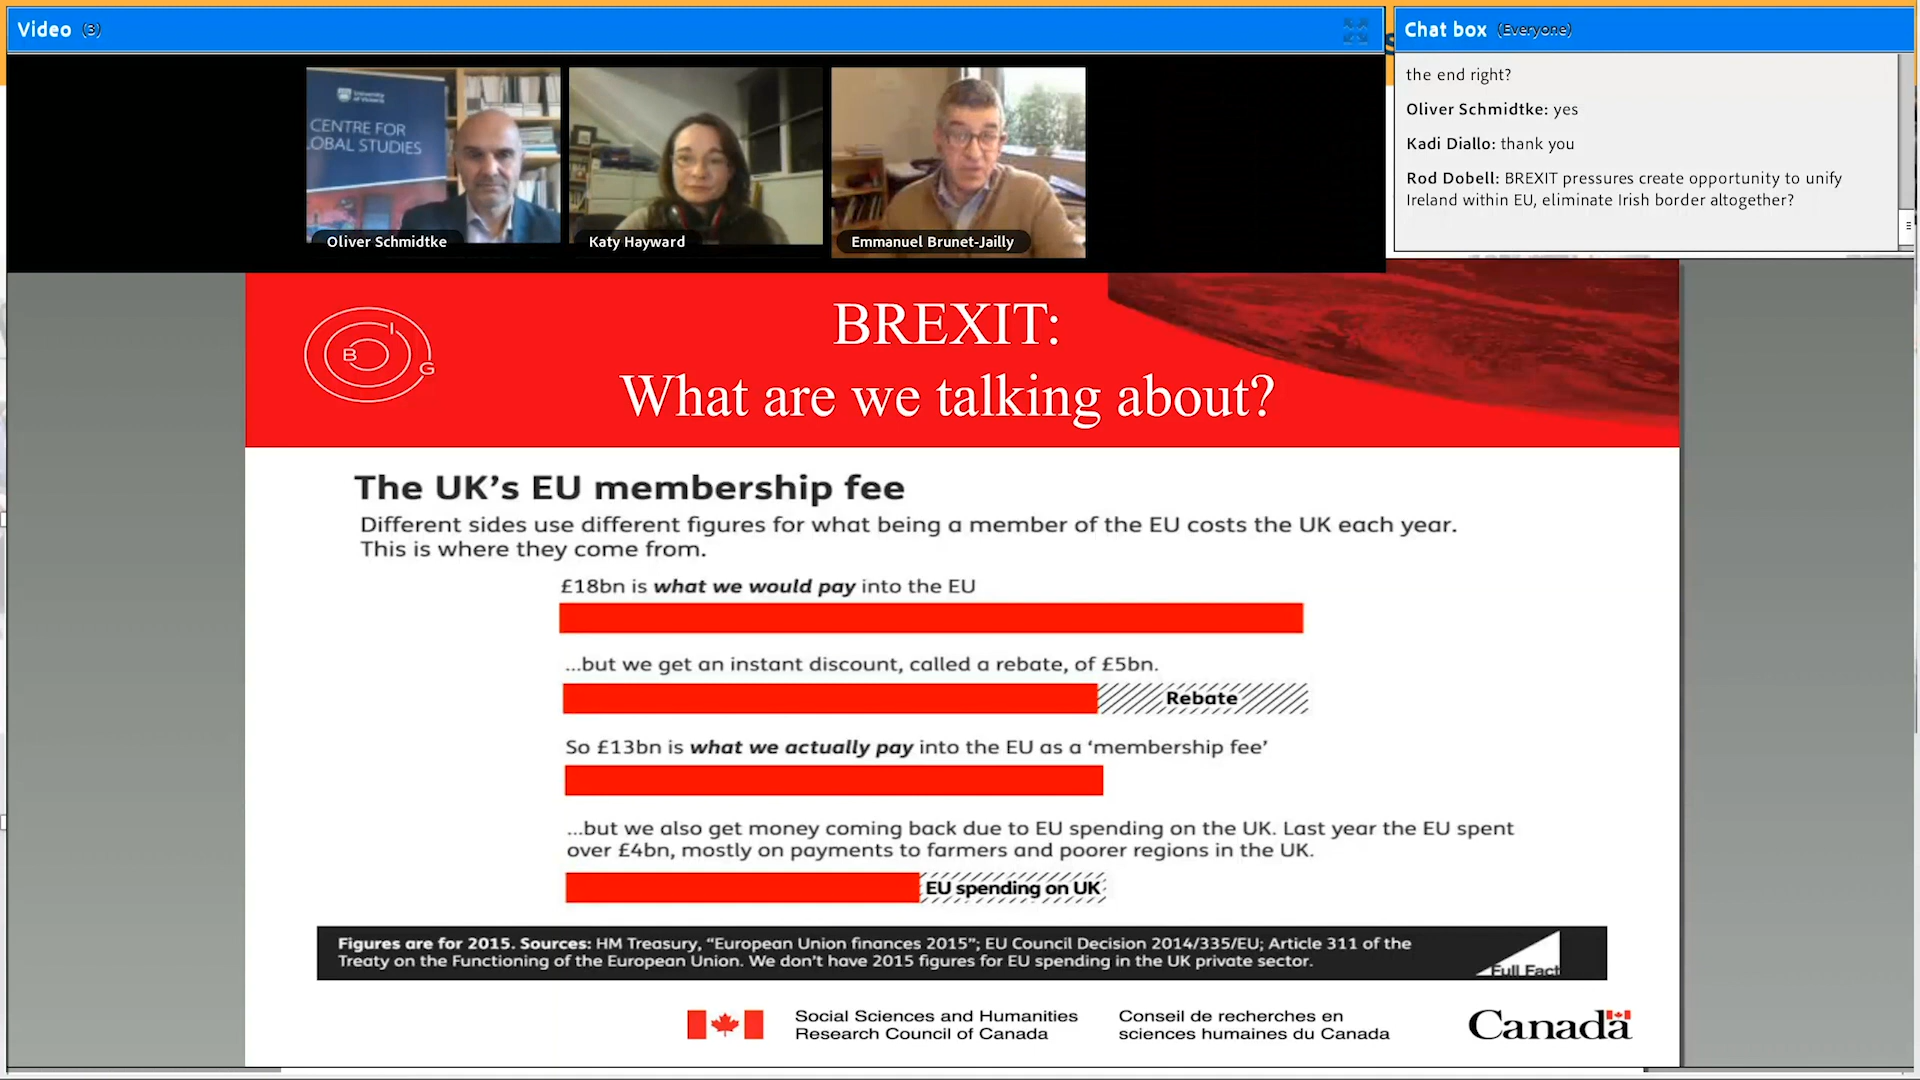 Video (3)
Chat box (Everyone)
the end right?
Oliver Schmidtke: yes
Kadi Diallo: thank you
Rod Dobell: BREXIT pressures create opportunity to unify
Ireland within EU, eliminate Irish border altogether?
University
of Victoria
CENTRE FOR
OBAL STUDIES
Oliver Schmidtke
Katy Hayward
Emmanuel Brunet-Jailly
B I G
BREXIT:
What are we talking about?
The UK’s EU membership fee
Different sides use different figures for what being a member of the EU costs the UK each year.
This is where they come from.
£18bn is what we would pay into the EU
...but we get an instant discount, called a rebate, of £5bn.
Rebate
So £13bn is what we actually pay into the EU as a ‘membership fee’
...but we also get money coming back due to EU spending on the UK. Last year the EU spent
over £4bn, mostly on payments to farmers and poorer regions in the UK.
EU spending on UK
Figures are for 2015. Sources: HM Treasury, “European Union finances 2015”; EU Council Decision 2014/335/EU; Article 311 of the
Treaty on the Functioning of the European Union. We don’t have 2015 figures for EU spending in the UK private sector.
Full Fact
Social Sciences and Humanities
Research Council of Canada
Conseil de recherches en
sciences humaines du Canada
Canada